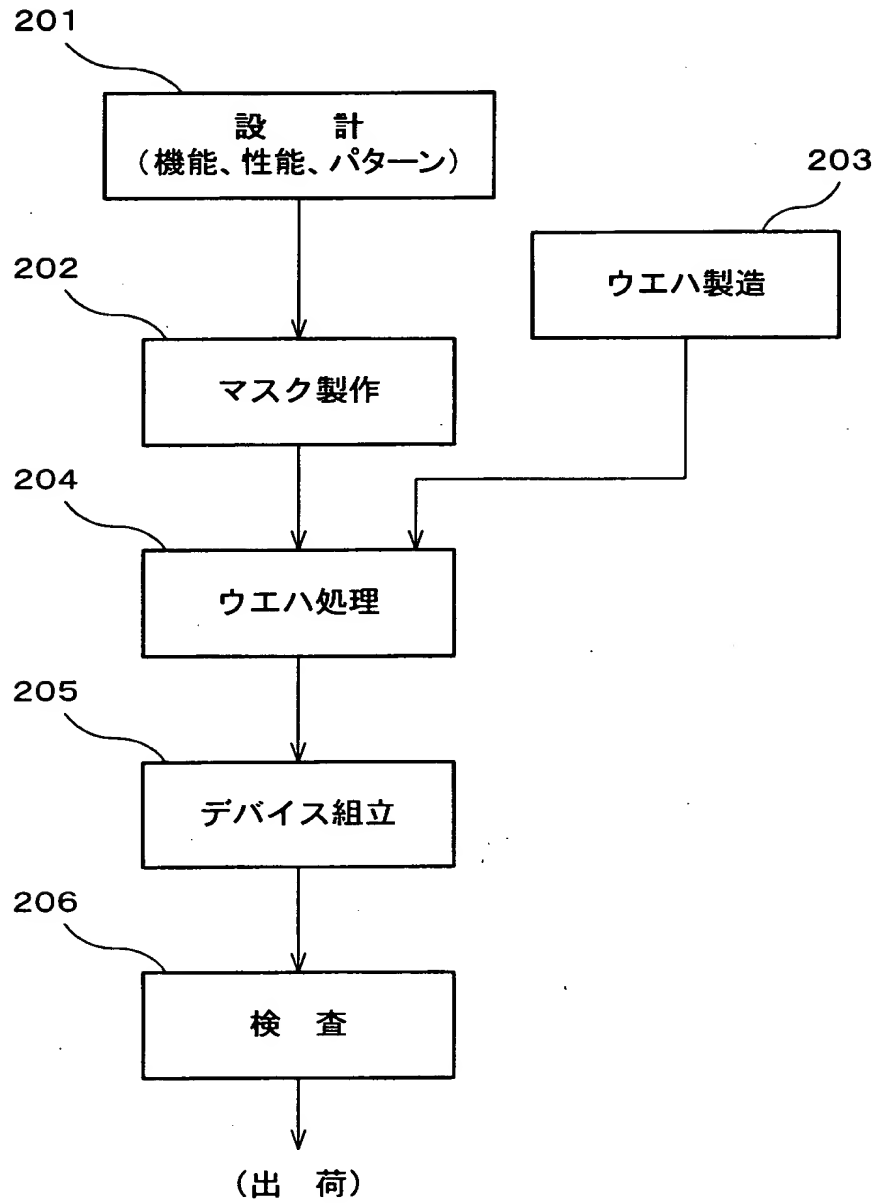 201
設　計
（機能、性能、パターン）
203
ウエハ製造
202
マスク製作
204
ウエハ処理
205
デバイス組立
206
検　査
（出　荷）